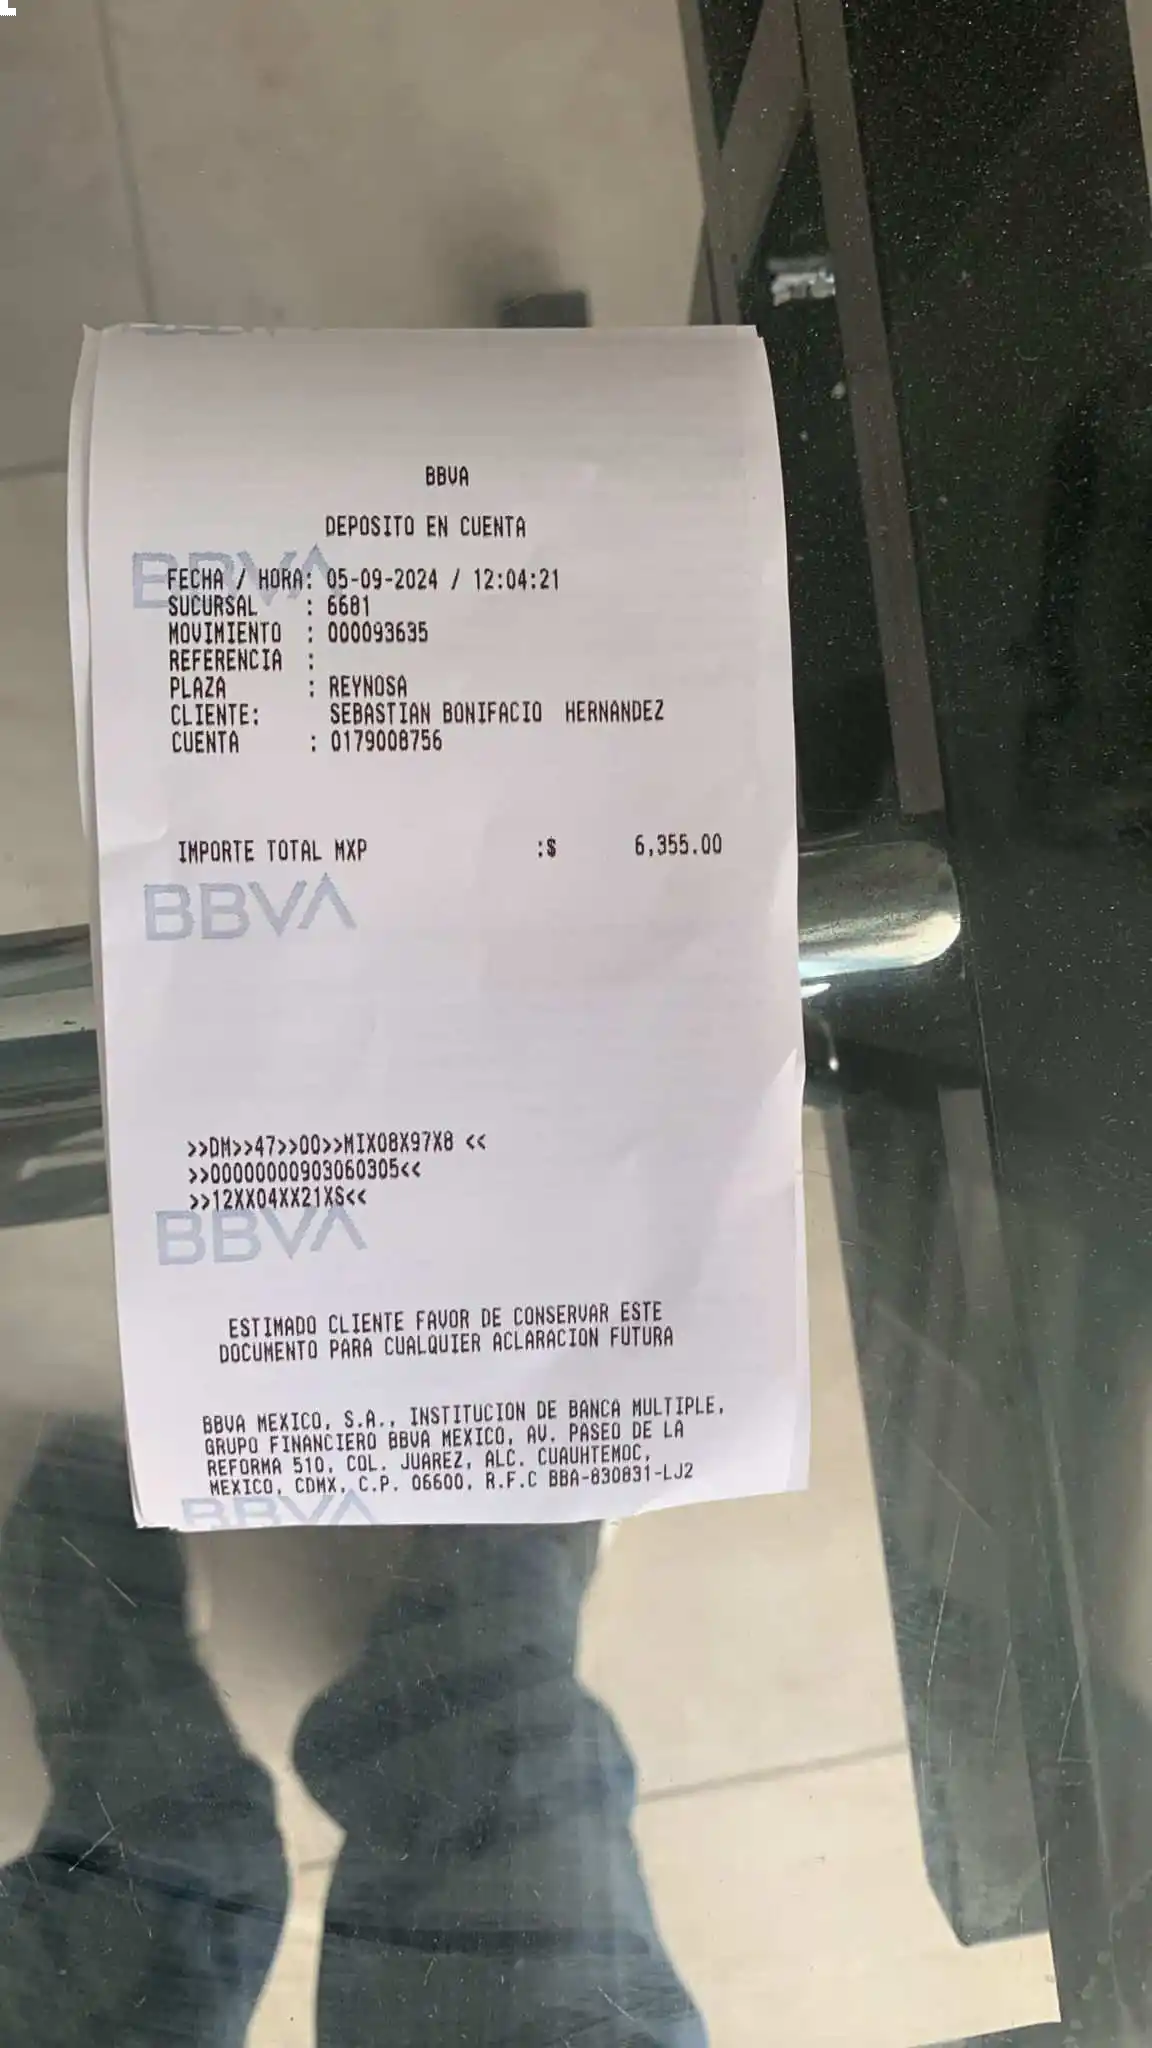 BBVA
DEPOSITO EN CUENTA
BBVA
FECHA / HORA: 05-09-2024 / 12:04:21
SUCURSAL : 6681
MOVIMIENTO : 000093635
REFERENCIA :
PLAZA : REYNOSA
CLIENTE: SEBASTIAN BONIFACIO HERNANDEZ
CUENTA : 0179008756
IMPORTE TOTAL MXP :$ 6,355.00
BBVA
>>DM>>47>>00>>MIX08X97X8 <<
>>00000000903060305<<
>>12XX04XX21XS<<
BBVA
ESTIMADO CLIENTE FAVOR DE CONSERVAR ESTE
DOCUMENTO PARA CUALQUIER ACLARACION FUTURA
BBVA MEXICO, S.A., INSTITUCION DE BANCA MULTIPLE,
GRUPO FINANCIERO BBVA MEXICO, AV. PASEO DE LA
REFORMA 510, COL. JUAREZ, ALC. CUAUHTEMOC,
MEXICO, CDMX, C.P. 06600, R.F.C BBA-830831-LJ2
BBVA